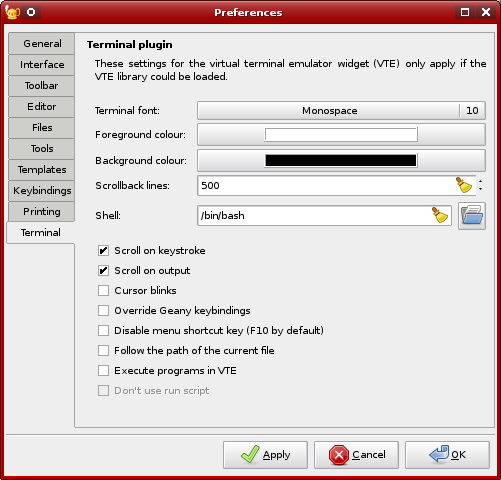 Preferences
General
Interface
Toolbar
Editor
Files
Tools
Templates
Keybindings
Printing
Terminal
Terminal plugin
These settings for the virtual terminal emulator widget (VTE) only apply if the
VTE library could be loaded.
Terminal font: Monospace 10
Foreground colour:
Background colour:
Scrollback lines: 500
Shell: /bin/bash
Scroll on keystroke
Scroll on output
Cursor blinks
Override Geany keybindings
Disable menu shortcut key (F10 by default)
Follow the path of the current file
Execute programs in VTE
Don't use run script
Apply Cancel OK